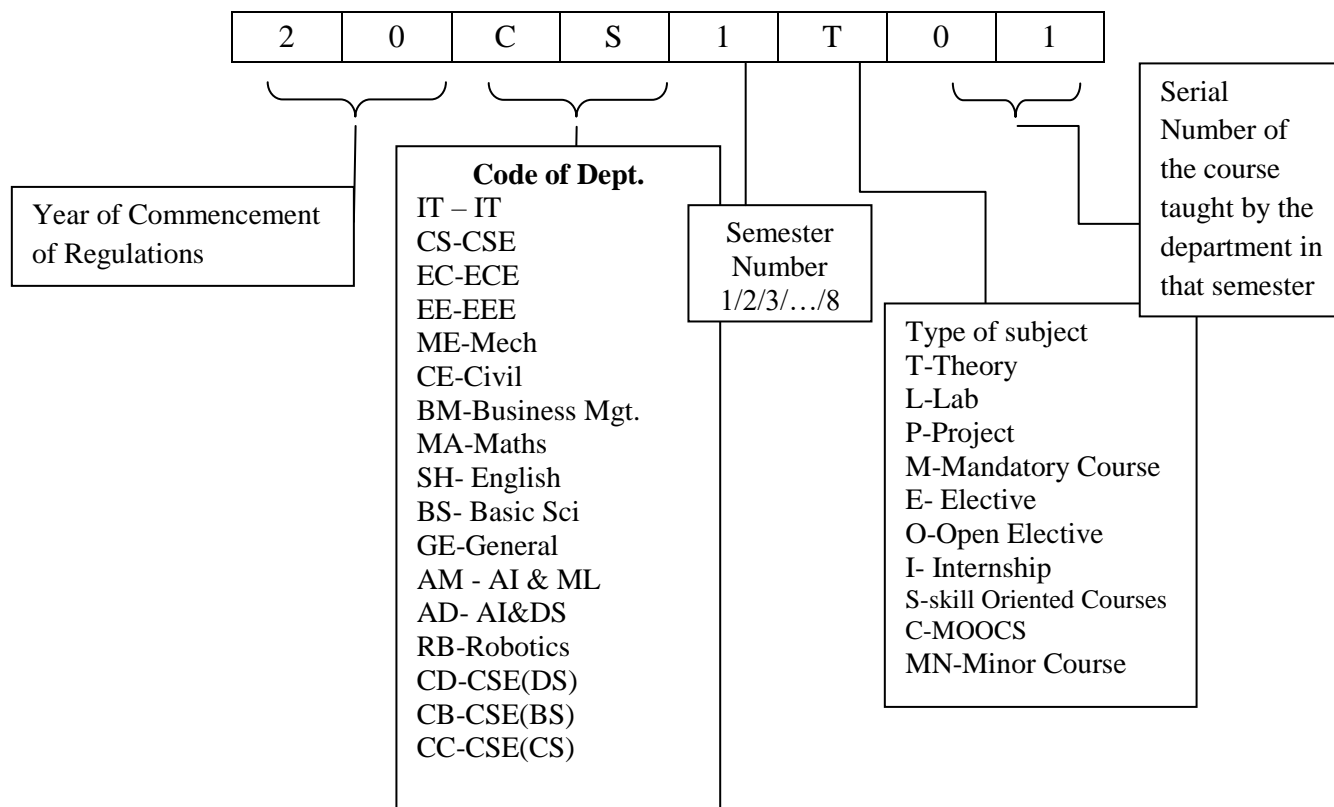 2 0 C S 1 T 0 1
Year of Commencement
of Regulations
Code of Dept.
IT – IT
CS-CSE
EC-ECE
EE-EEE
ME-Mech
CE-Civil
BM-Business Mgt.
MA-Maths
SH- English
BS- Basic Sci
GE-General
AM - AI & ML
AD- AI&DS
RB-Robotics
CD-CSE(DS)
CB-CSE(BS)
CC-CSE(CS)
Semester
Number
1/2/3/…/8
Type of subject
T-Theory
L-Lab
P-Project
M-Mandatory Course
E- Elective
O-Open Elective
I- Internship
S-skill Oriented Courses
C-MOOCS
MN-Minor Course
Serial
Number of
the course
taught by the
department in
that semester